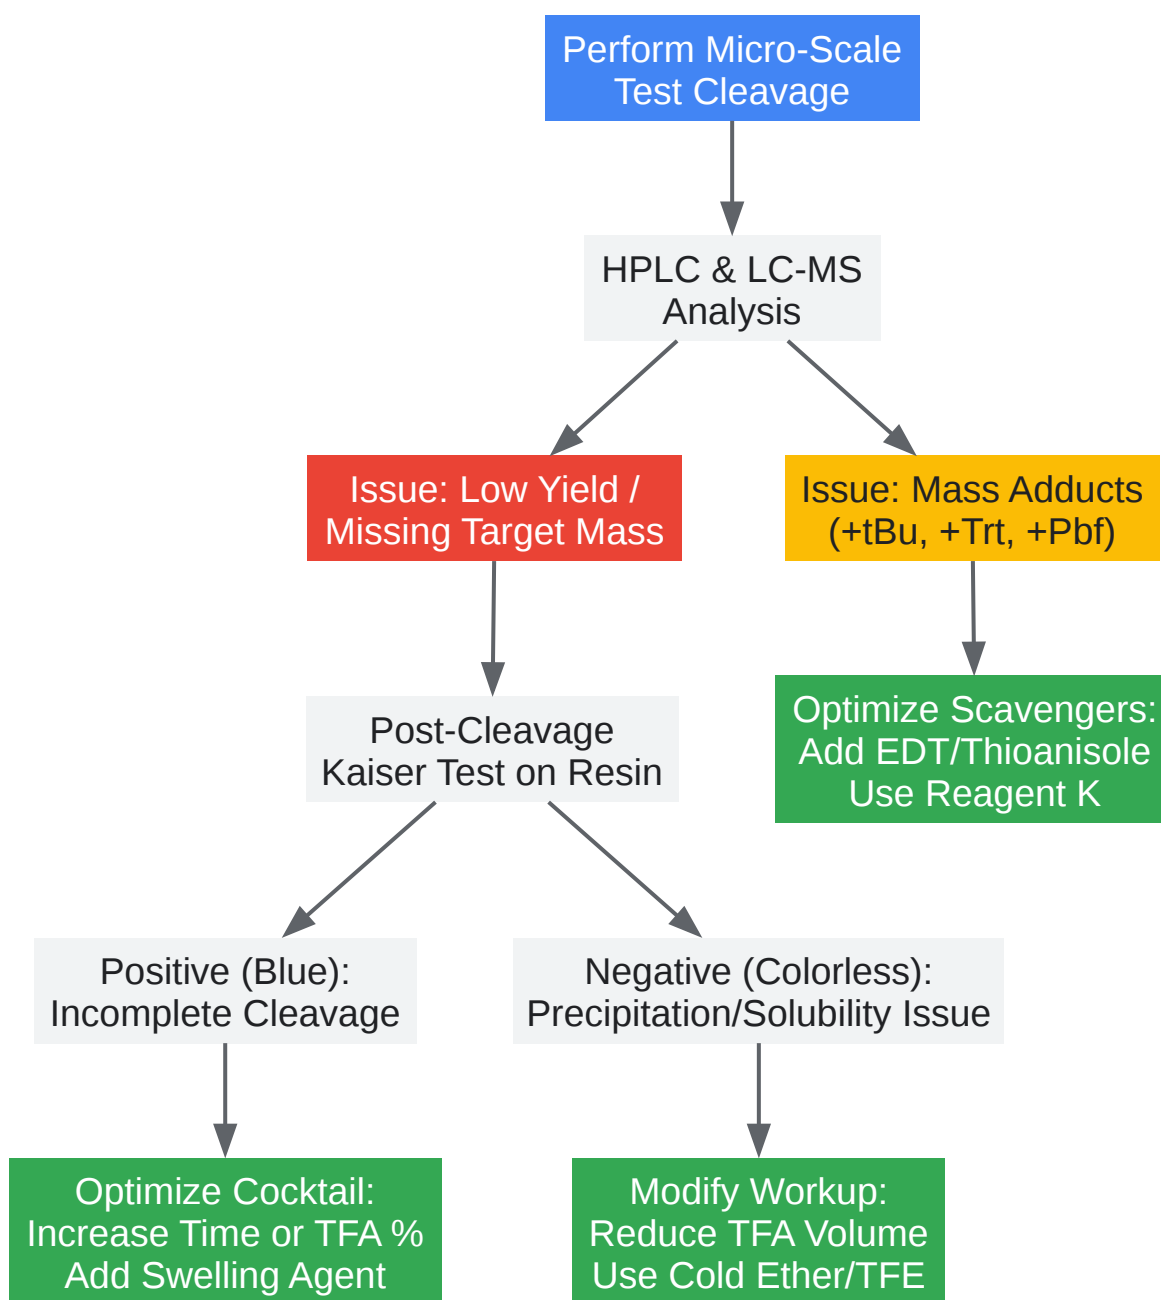 Perform Micro-Scale
Test Cleavage
HPLC & LC-MS
Analysis
Issue: Low Yield /
Missing Target Mass
Issue: Mass Adducts
(+tBu, +Trt, +Pbf)
Post-Cleavage
Kaiser Test on Resin
Optimize Scavengers:
Add EDT/Thioanisole
Use Reagent K
Positive (Blue):
Incomplete Cleavage
Negative (Colorless):
Precipitation/Solubility Issue
Optimize Cocktail:
Increase Time or TFA %
Add Swelling Agent
Modify Workup:
Reduce TFA Volume
Use Cold Ether/TFE